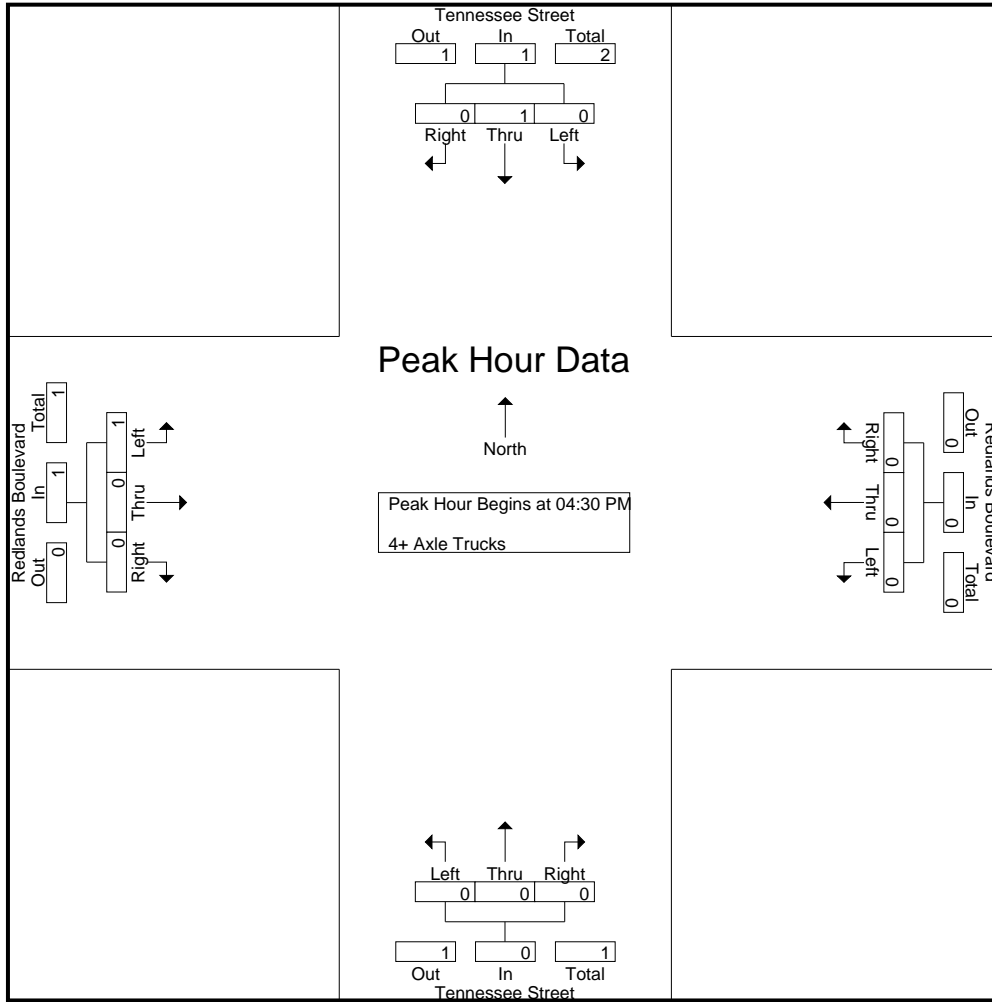 Tennessee Street
Out In Total
1 1 2
0 1 0
Right Thru Left
Peak Hour Data
North
Peak Hour Begins at 04:30 PM
4+ Axle Trucks
Redlands Boulevard
Out In Total
0 1 1
Right Thru Left
0 0 1
Redlands Boulevard
Out In Total
0 0 0
Right Thru Left
0 0 0
Left Thru Right
0 0 0
1 0 1
Out In Total
Tennessee Street